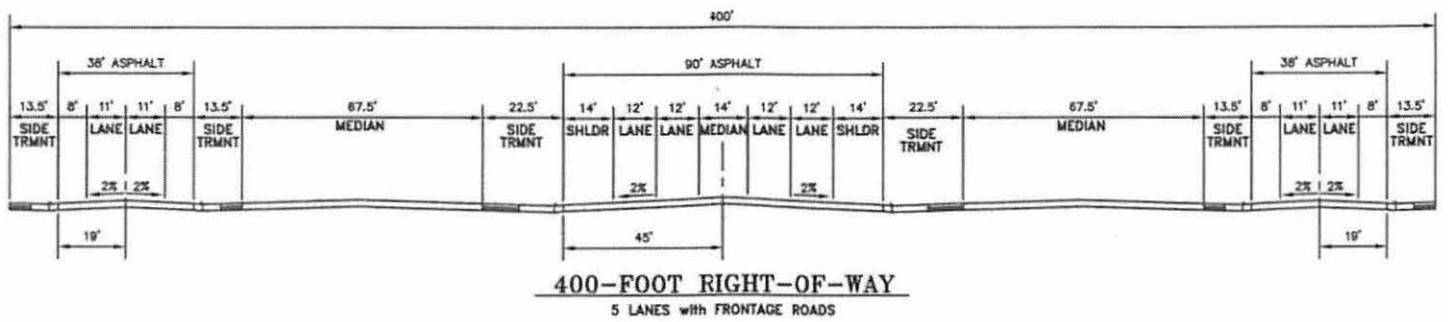 400'
38' ASPHALT 90' ASPHALT 38' ASPHALT
13.5' 8' 11' 11' 8' 13.5' 67.5' 22.5' 14' 12' 12' 14' 12' 12' 14' 22.5' 67.5' 13.5' 8' 11' 11' 8' 13.5'
SIDE LANE LANE SIDE MEDIAN SIDE SHLDR LANE LANE MEDIAN LANE LANE SHLDR SIDE MEDIAN SIDE LANE LANE SIDE
TRMNT TRMNT TRMNT TRMNT TRMNT TRMNT
2% 2% 2% 2% 2% 2%
19' 45' 19'
400-FOOT RIGHT-OF-WAY
5 LANES with FRONTAGE ROADS